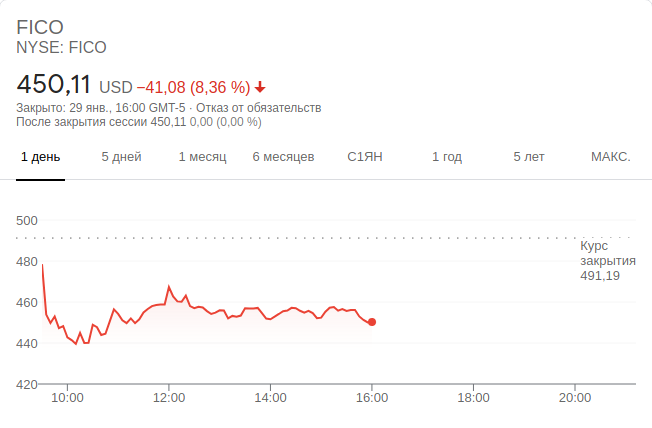 FICO
NYSE: FICO
450,11 USD −41,08 (8,36 %)
Закрыто: 29 янв., 16:00 GMT-5 · Отказ от обязательств
После закрытия сессии 450,11 0,00 (0,00 %)
1 день 5 дней 1 месяц 6 месяцев С1ЯН 1 год 5 лет МАКС.
500
Курс
закрытия
491,19
480
460
440
420
10:00 12:00 14:00 16:00 18:00 20:00